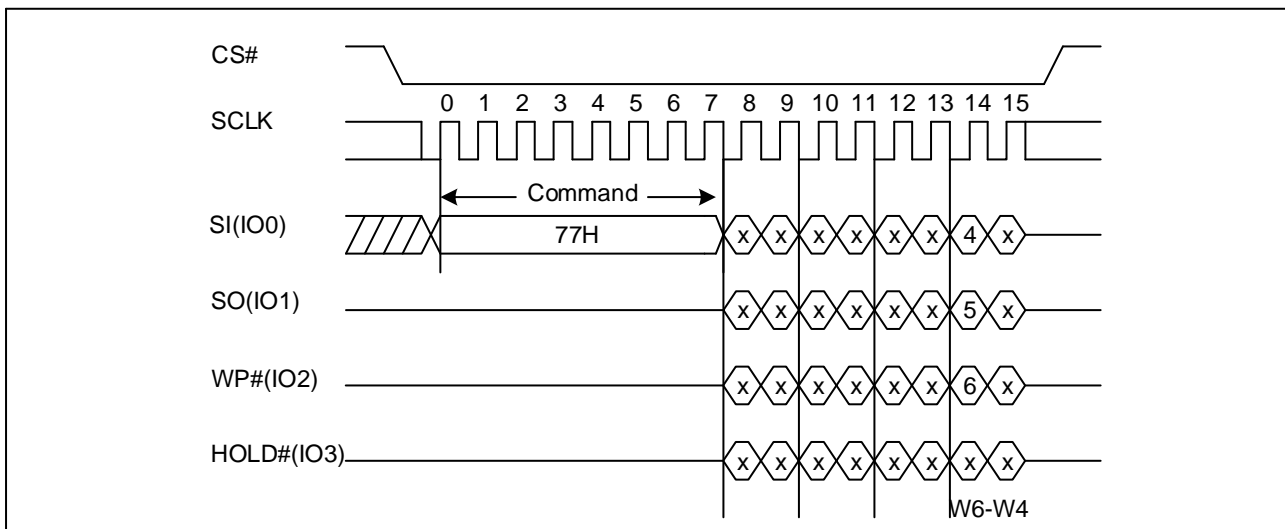 CS#
0 1 2 3 4 5 6 7 8 9 10 11 12 13 14 15
SCLK
Command
SI(IO0) 77H x x x x x x 4 x
SO(IO1) x x x x x x 5 x
WP#(IO2) x x x x x x 6 x
HOLD#(IO3) x x x x x x x x
W6-W4